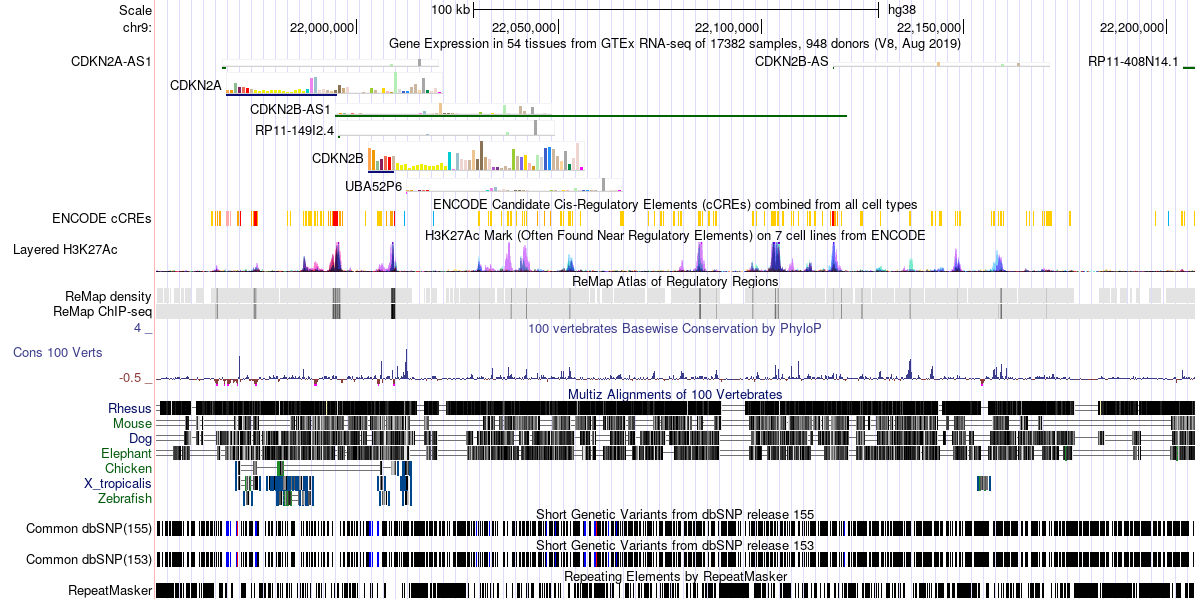 Scale 100 kb hg38
chr9: 22,000,000 22,050,000 22,100,000 22,150,000 22,200,000
Gene Expression in 54 tissues from GTEx RNA-seq of 17382 samples, 948 donors (V8, Aug 2019)
CDKN2A-AS1 CDKN2B-AS RP11-408N14.1
CDKN2A
CDKN2B-AS1
RP11-149I2.4
CDKN2B
UBA52P6
ENCODE Candidate Cis-Regulatory Elements (cCREs) combined from all cell types
ENCODE cCREs
H3K27Ac Mark (Often Found Near Regulatory Elements) on 7 cell lines from ENCODE
Layered H3K27Ac
ReMap Atlas of Regulatory Regions
ReMap density
ReMap ChIP-seq
4 _ 100 vertebrates Basewise Conservation by PhyloP
Cons 100 Verts
-0.5 _
Multiz Alignments of 100 Vertebrates
Rhesus
Mouse
Dog
Elephant
Chicken
X_tropicalis
Zebrafish
Short Genetic Variants from dbSNP release 155
Common dbSNP(155)
Short Genetic Variants from dbSNP release 153
Common dbSNP(153)
Repeating Elements by RepeatMasker
RepeatMasker